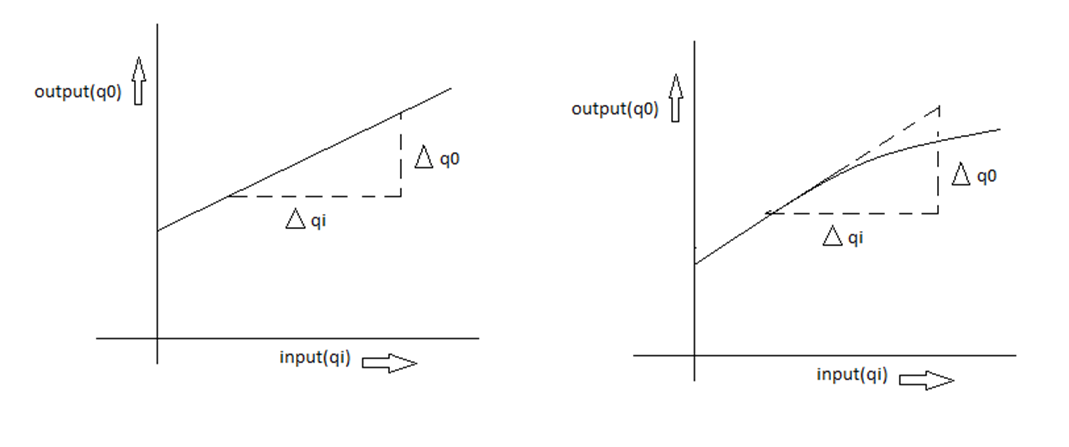 output(q0)
Δ q0
Δ qi
input(qi)
output(q0)
Δ q0
Δ qi
input(qi)